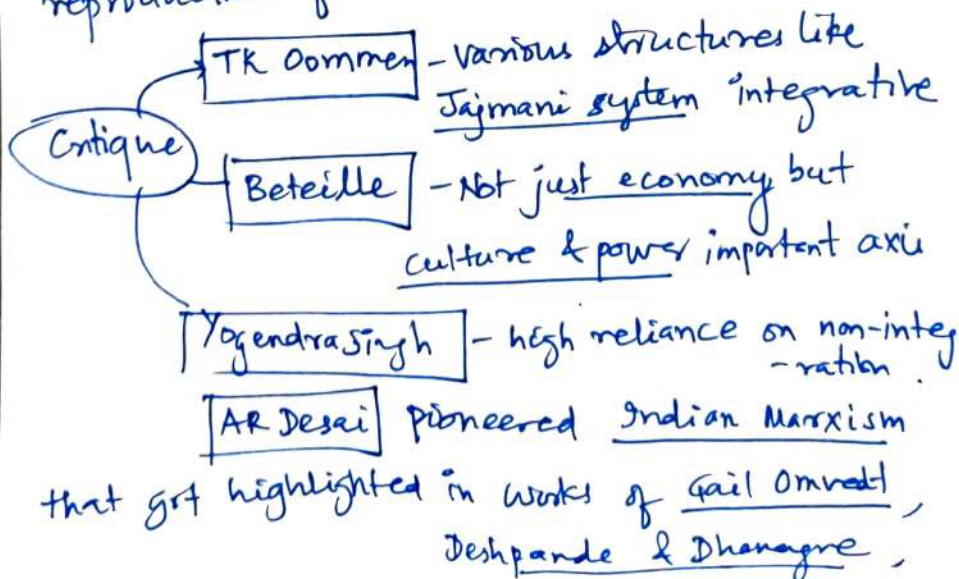 TK Oommen - various structures like
Jajmani system integrative
Critique
Beteille - Not just economy but
culture & power important axis
Yogendra Singh - high reliance on non-integ
-ration.
AR Desai pioneered Indian Marxism
that got highlighted in works of Gail Omvedt,
Deshpande & Dhanagre,